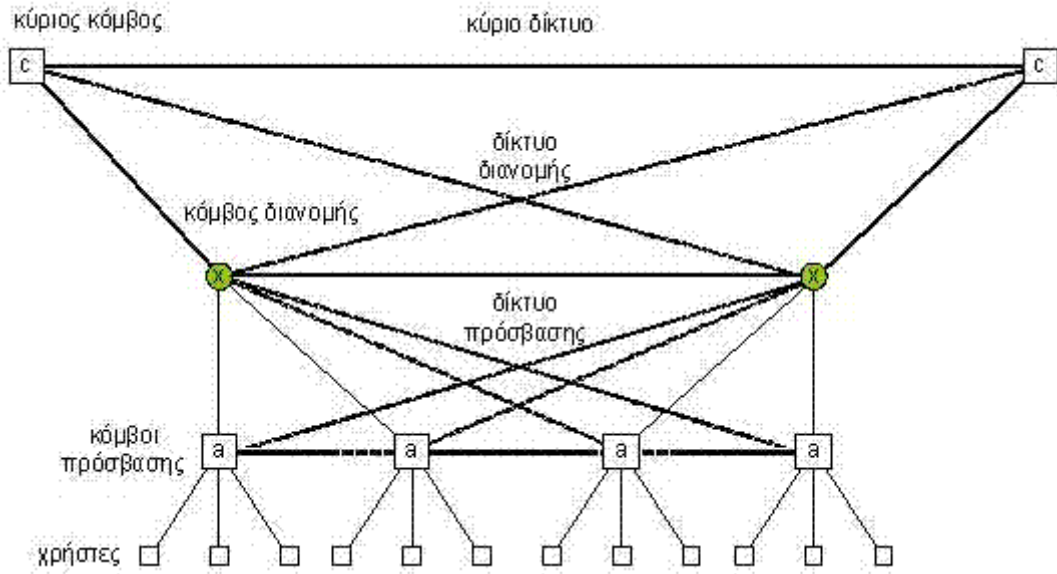 κύριος κόμβος
κύριο δίκτυο
c
c
δίκτυο
διανομής
κόμβος διανομής
x
x
δίκτυο
πρόσβασης
κόμβοι
πρόσβασης
a
a
a
a
χρήστες